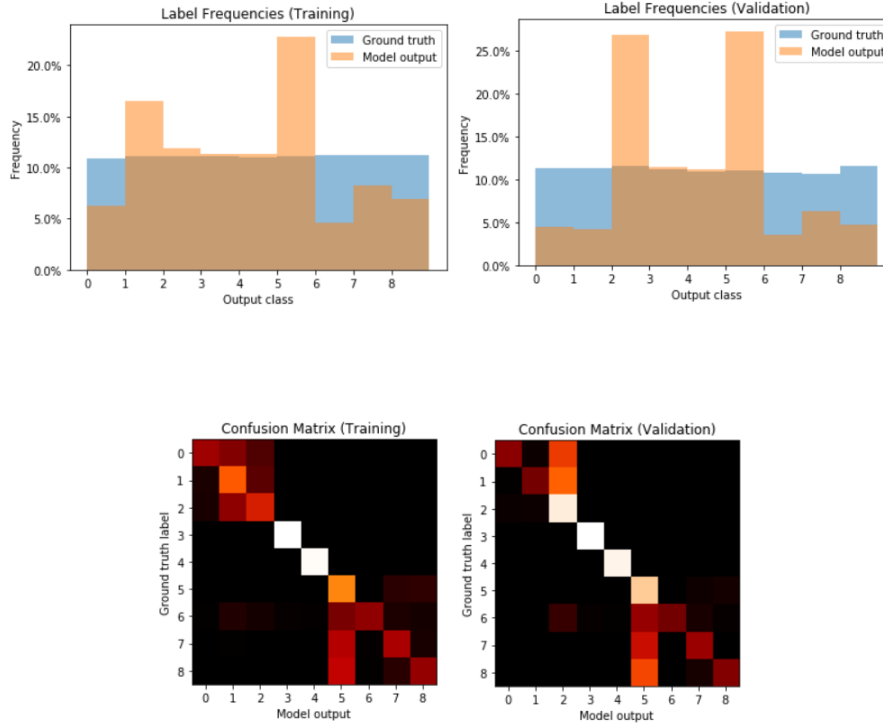 Label Frequencies (Training)
Ground truth
Model output
20.0%
15.0%
10.0%
5.0%
0.0%
Frequency
0 1 2 3 4 5 6 7 8
Output class
Label Frequencies (Validation)
Ground truth
Model output
25.0%
20.0%
15.0%
10.0%
5.0%
0.0%
Frequency
0 1 2 3 4 5 6 7 8
Output class
Confusion Matrix (Training)
0
1
2
3
4
5
6
7
8
Ground truth label
0 1 2 3 4 5 6 7 8
Model output
Confusion Matrix (Validation)
0
1
2
3
4
5
6
7
8
Ground truth label
0 1 2 3 4 5 6 7 8
Model output